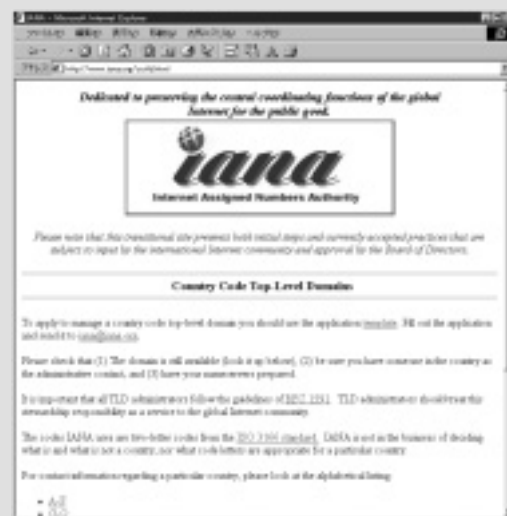 IANA - Microsoft Internet Explorer
Dedicated to preserving the central coordinating functions of the global
Internet for the public good.
iana
Internet Assigned Numbers Authority
Please note that this transitional site presents both initial steps and currently accepted practices that are
subject to input by the international Internet community and approval by the Board of Directors.
Country Code Top-Level Domains
To apply to manage a country code top-level domain you should use the application template. Fill out the application
and send it to iana@iana.org.
Please check that (1) The domain is still available (look it up below), (2) be sure you have someone in the country as
the administrative contact, and (3) have your nameservers prepared.
It is important that all TLD administrators follow the guidelines of RFC 1591. TLD administrators should treat this
stewardship responsibility as a service to the global Internet community.
The codes IANA uses are two-letter codes from the ISO 3166 standard. IANA is not in the business of deciding
what is and what is not a country, nor what code letters are appropriate for a particular country.
For contact information regarding a particular country, please look at the alphabetical listing: